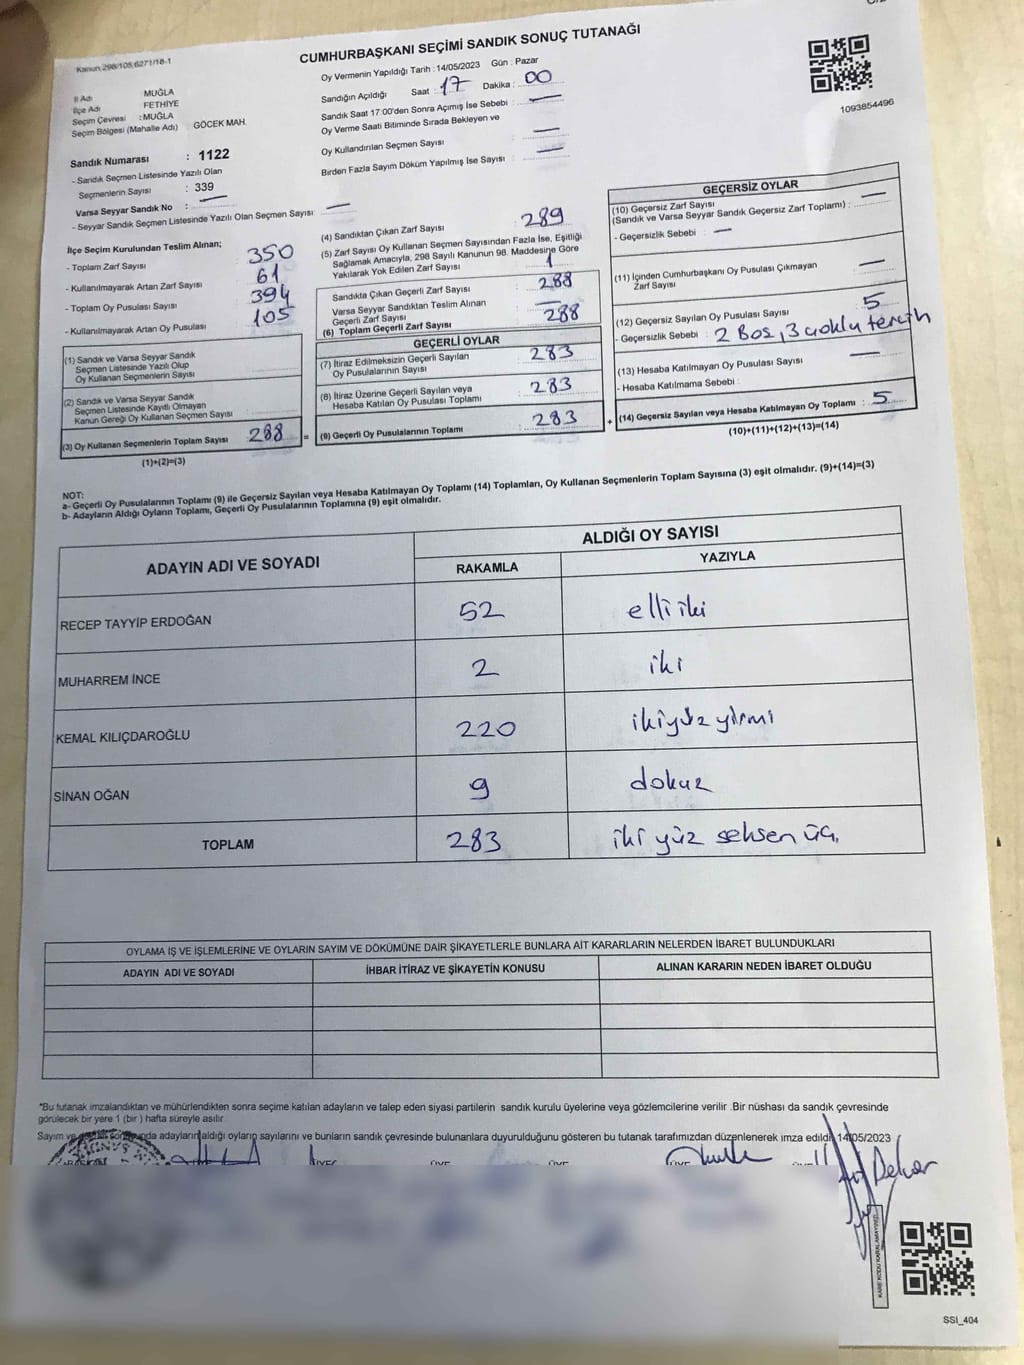 CUMHURBAŞKANI SEÇİMİ SANDIK SONUÇ TUTANAĞI
Kanun:298/105;6271/18-1
İl Adı MUĞLA
İlçe Adı FETHİYE
Seçim Çevresi :MUĞLA
Seçim Bölgesi (Mahalle Adı) GÖCEK MAH.
Sandık Numarası : 1122
- Sandık Seçmen Listesinde Yazılı Olan
Seçmenlerin Sayısı : 339
Varsa Seyyar Sandık No : —
- Seyyar Sandık Seçmen Listesinde Yazılı Olan Seçmen Sayısı: —
Oy Vermenin Yapıldığı Tarih : 14/05/2023 Gün : Pazar
Sandığın Açıldığı Saat : 17 Dakika : 00
Sandık Saat 17:00'den Sonra Açımış İse Sebebi : —
Oy Verme Saati Bitiminde Sırada Bekleyen ve
Oy Kullandırılan Seçmen Sayısı : —
Birden Fazla Sayım Döküm Yapılmış İse Sayısı : —
1093854496
İlçe Seçim Kurulundan Teslim Alınan;
- Toplam Zarf Sayısı 350
- Kullanılmayarak Artan Zarf Sayısı 61
- Toplam Oy Pusulası Sayısı 394
- Kullanılmayarak Artan Oy Pusulası 105
(1) Sandık ve Varsa Seyyar Sandık
Seçmen Listesinde Yazılı Olup
Oy Kullanan Seçmenlerin Sayısı
(2) Sandık ve Varsa Seyyar Sandık
Seçmen Listesinde Kayıtlı Olmayan
Kanun Gereği Oy Kullanan Seçmen Sayısı
(3) Oy Kullanan Seçmenlerin Toplam Sayısı 288 =
(1)+(2)=(3)
(4) Sandıktan Çıkan Zarf Sayısı : 289
(5) Zarf Sayısı Oy Kullanan Seçmen Sayısından Fazla İse, Eşitliği
Sağlamak Amacıyla, 298 Sayılı Kanunun 98. Maddesine Göre
Yakılarak Yok Edilen Zarf Sayısı : 1
Sandıkta Çıkan Geçerli Zarf Sayısı : 288
Varsa Seyyar Sandıktan Teslim Alınan
Geçerli Zarf Sayısı : —
(6) Toplam Geçerli Zarf Sayısı : 288
GEÇERLİ OYLAR
(7) İtiraz Edilmeksizin Geçerli Sayılan
Oy Pusulalarının Sayısı : 283
(8) İtiraz Üzerine Geçerli Sayılan veya
Hesaba Katılan Oy Pusulası Toplamı : 283
(9) Geçerli Oy Pusulalarının Toplamı : 283 +
GEÇERSİZ OYLAR
(10) Geçersiz Zarf Sayısı
(Sandık ve Varsa Seyyar Sandık Geçersiz Zarf Toplamı) : —
- Geçersizlik Sebebi : —
(11) İçinden Cumhurbaşkanı Oy Pusulası Çıkmayan
Zarf Sayısı : —
(12) Geçersiz Sayılan Oy Pusulası Sayısı : 5
- Geçersizlik Sebebi : 2 Boş, 3 çoklu tercih
(13) Hesaba Katılmayan Oy Pusulası Sayısı : —
- Hesaba Katılmama Sebebi :
(14) Geçersiz Sayılan veya Hesaba Katılmayan Oy Toplamı : 5
(10)+(11)+(12)+(13)=(14)
NOT:
a- Geçerli Oy Pusulalarının Toplamı (9) ile Geçersiz Sayılan veya Hesaba Katılmayan Oy Toplamı (14) Toplamları, Oy Kullanan Seçmenlerin Toplam Sayısına (3) eşit olmalıdır. (9)+(14)=(3)
b- Adayların Aldığı Oyların Toplamı, Geçerli Oy Pusulalarının Toplamına (9) eşit olmalıdır.
ADAYIN ADI VE SOYADI ALDIĞI OY SAYISI
RAKAMLA YAZIYLA
RECEP TAYYİP ERDOĞAN 52 elli iki
MUHARREM İNCE 2 iki
KEMAL KILIÇDAROĞLU 220 ikiyüz yirmi
SİNAN OĞAN 9 dokuz
TOPLAM 283 iki yüz seksen üç.
OYLAMA İŞ VE İŞLEMLERİNE VE OYLARIN SAYIM VE DÖKÜMÜNE DAİR ŞİKAYETLERLE BUNLARA AİT KARARLARIN NELERDEN İBARET BULUNDUKLARI
ADAYIN ADI VE SOYADI İHBAR İTİRAZ VE ŞİKAYETİN KONUSU ALINAN KARARIN NEDEN İBARET OLDUĞU
*Bu tutanak imzalandıktan ve mühürlendikten sonra seçime katılan adayların ve talep eden siyasi partilerin sandık kurulu üyelerine veya gözlemcilerine verilir .Bir nüshası da sandık çevresinde
görülecek bir yere 1 (bir ) hafta süreyle asılır.
Sayım ve adayların aldığı oyların sayılarını ve bunların sandık çevresinde bulunanlara duyurulduğunu gösteren bu tutanak tarafımızdan düzenlenerek imza edildi. 14/05/2023
KARE KODU KARALAMAYINIZ
SSI_404